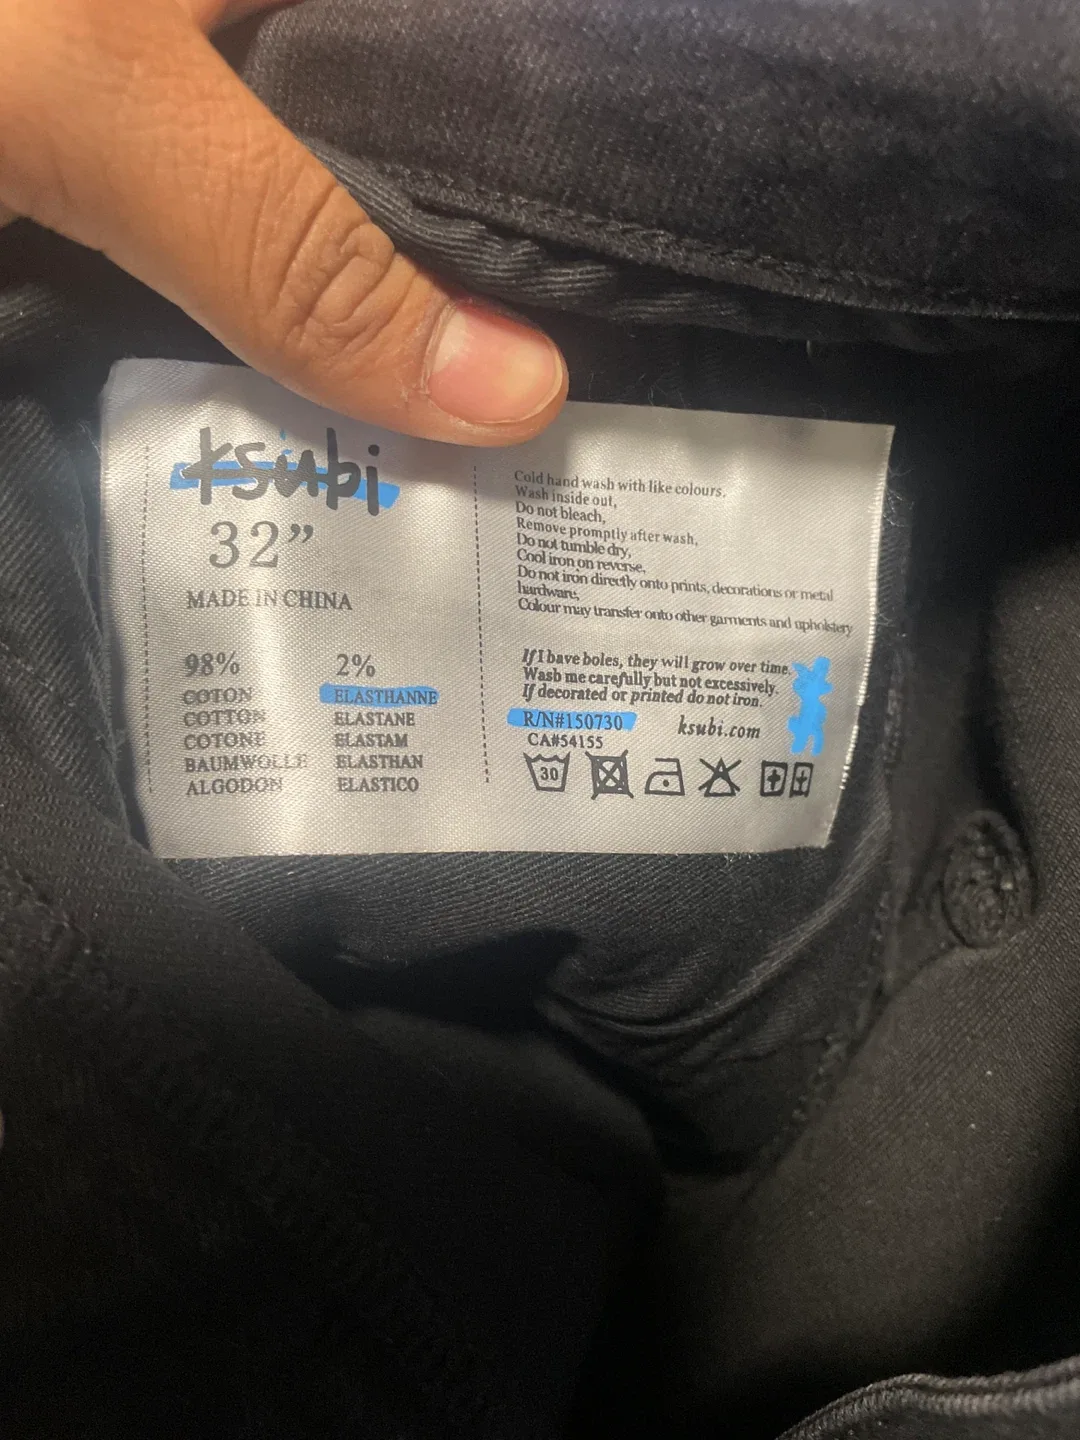 ksubi
32”
MADE IN CHINA
98%
COTON
COTTON
COTONE
BAUMWOLLE
ALGODON
2%
ELASTHANNE
ELASTANE
ELASTAM
ELASTHAN
ELASTICO
Cold hand wash with like colours,
Wash inside out,
Do not bleach,
Remove promptly after wash,
Do not tumble dry,
Cool iron on reverse,
Do not iron directly onto prints, decorations or metal
hardware,
Colour may transfer onto other garments and upholstery
If I have boles, they will grow over time.
Wash me carefully but not excessively.
If decorated or printed do not iron.
R/N#150730
CA#54155
ksubi.com
30